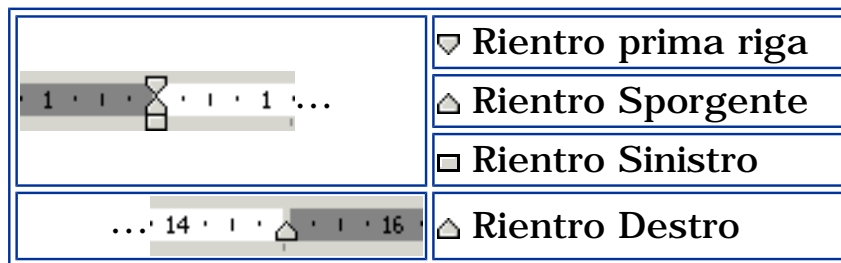 Rientro prima riga
1 · ı · · ı · 1 ·...
Rientro Sporgente
Rientro Sinistro
...· 14 · ı · · ı · 16 ·
Rientro Destro